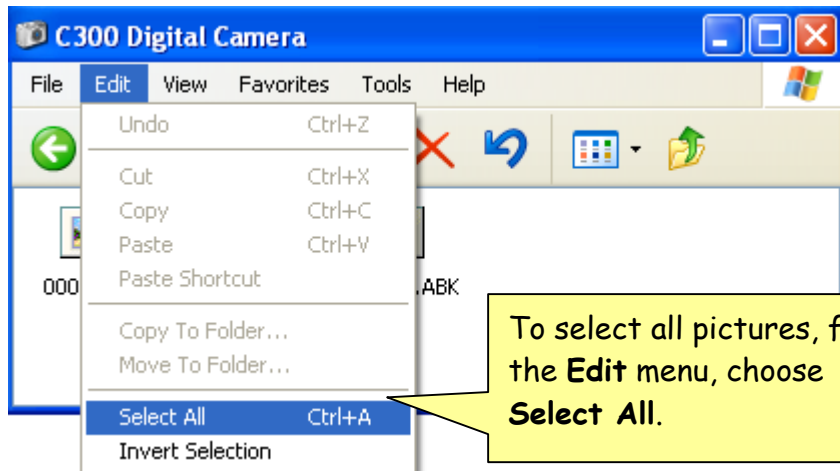 C300 Digital Camera
File Edit View Favorites Tools Help
Undo Ctrl+Z
Cut Ctrl+X
Copy Ctrl+C
Paste Ctrl+V
Paste Shortcut
000
.ABK
Copy To Folder...
Move To Folder...
To select all pictures, f
the Edit menu, choose
Select All.
Select All Ctrl+A
Invert Selection